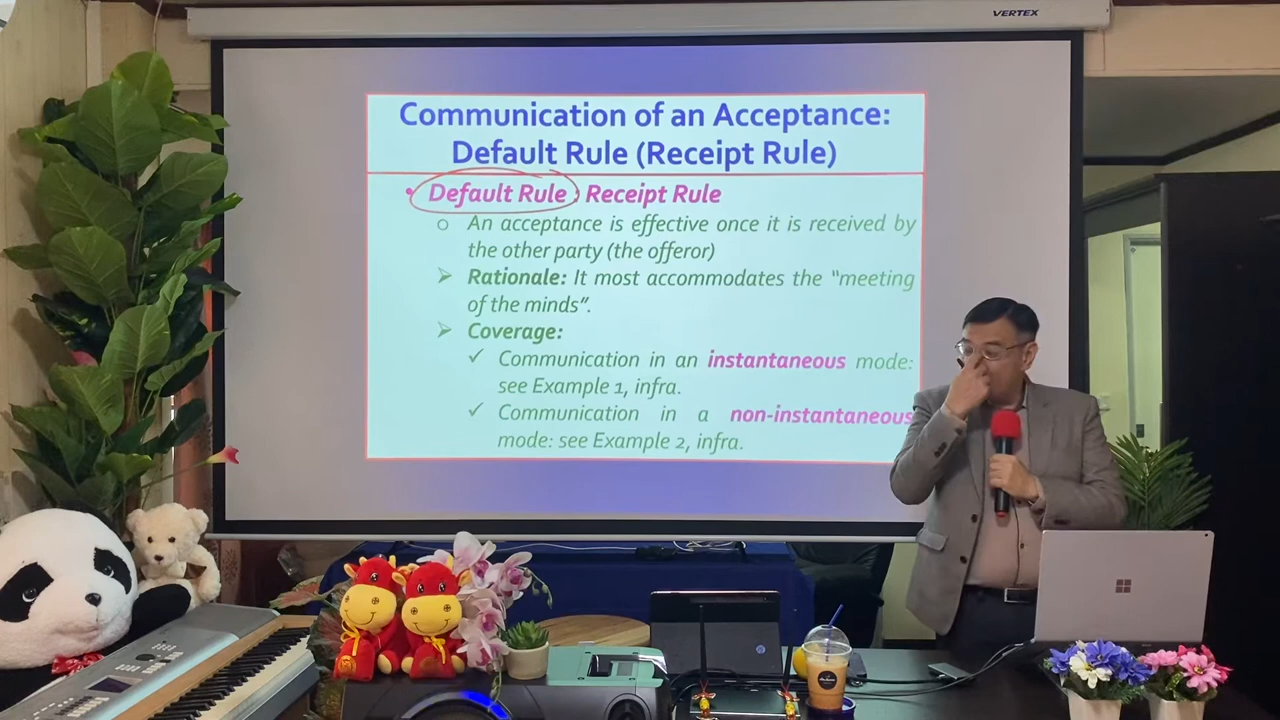 VERTEX
Communication of an Acceptance:
Default Rule (Receipt Rule)
• Default Rule: Receipt Rule
o An acceptance is effective once it is received by
the other party (the offeror)
➢ Rationale: It most accommodates the “meeting
of the minds”.
➢ Coverage:
✓ Communication in an instantaneous mode:
see Example 1, infra.
✓ Communication in a non-instantaneous
mode: see Example 2, infra.